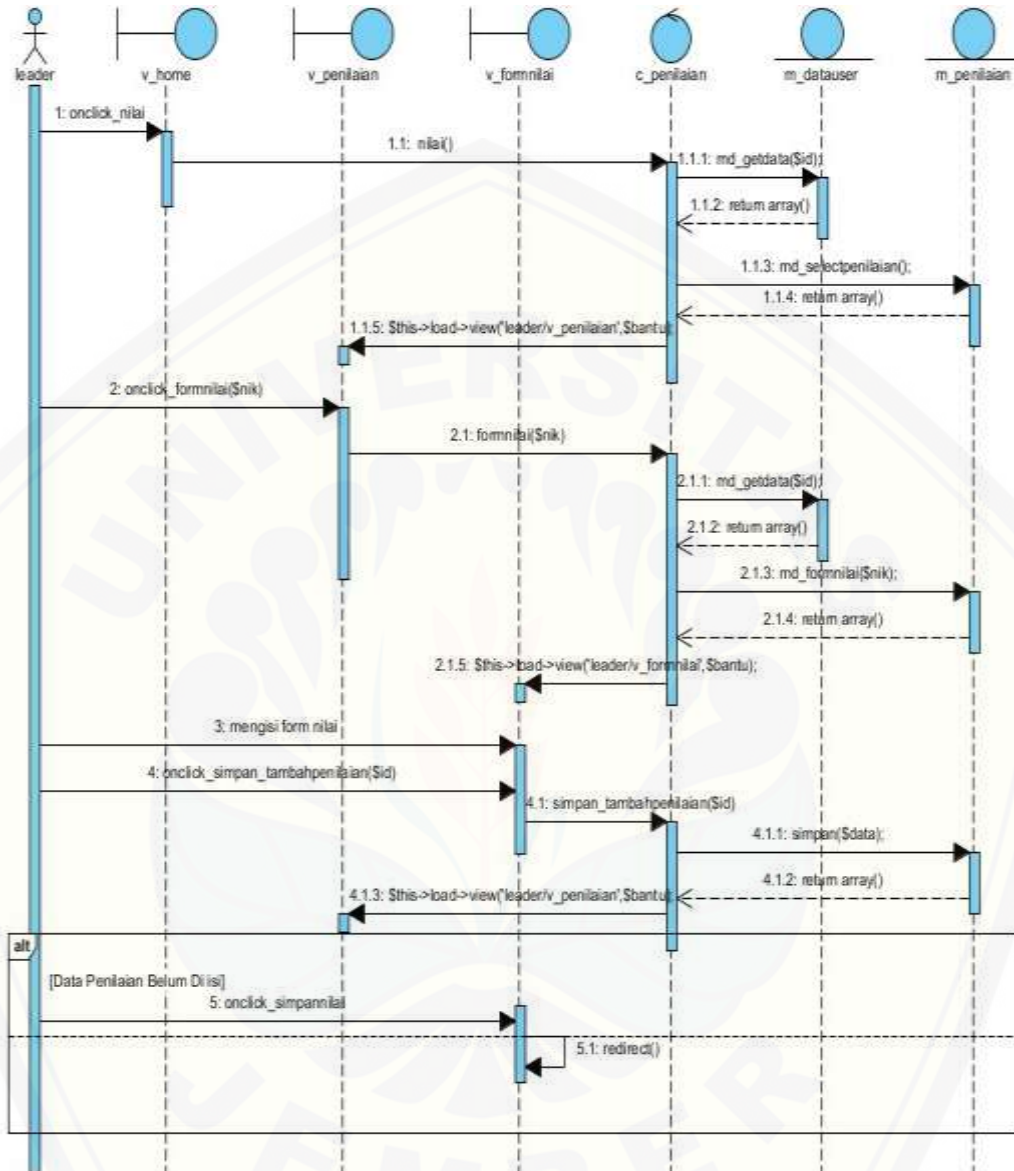 leader
v_home
v_penilaian
v_formnilai
c_penilaian
m_datauser
m_penilaian
1: onclick_nilai
1.1: nilai()
1.1.1: md_getdata($id);
1.1.2: return array()
1.1.3: md_selectpenilaian();
1.1.4: return array()
1.1.5: $this->load->view('leader/v_penilaian',$bantu);
2: onclick_formnilai($nik)
2.1: formnilai($nik)
2.1.1: md_getdata($id);
2.1.2: return array()
2.1.3: md_formnilai($nik);
2.1.4: return array()
2.1.5: $this->load->view('leader/v_formnilai',$bantu);
3: mengisi form nilai
4: onclick_simpan_tambahpenilaian($id)
4.1: simpan_tambahpenilaian($id)
4.1.1: simpan($data);
4.1.2: return array()
4.1.3: $this->load->view('leader/v_penilaian',$bantu);
alt
[Data Penilaian Belum Di isi]
5: onclick_simpannilai
5.1: redirect()
UNIVERSITAS
JEMBER